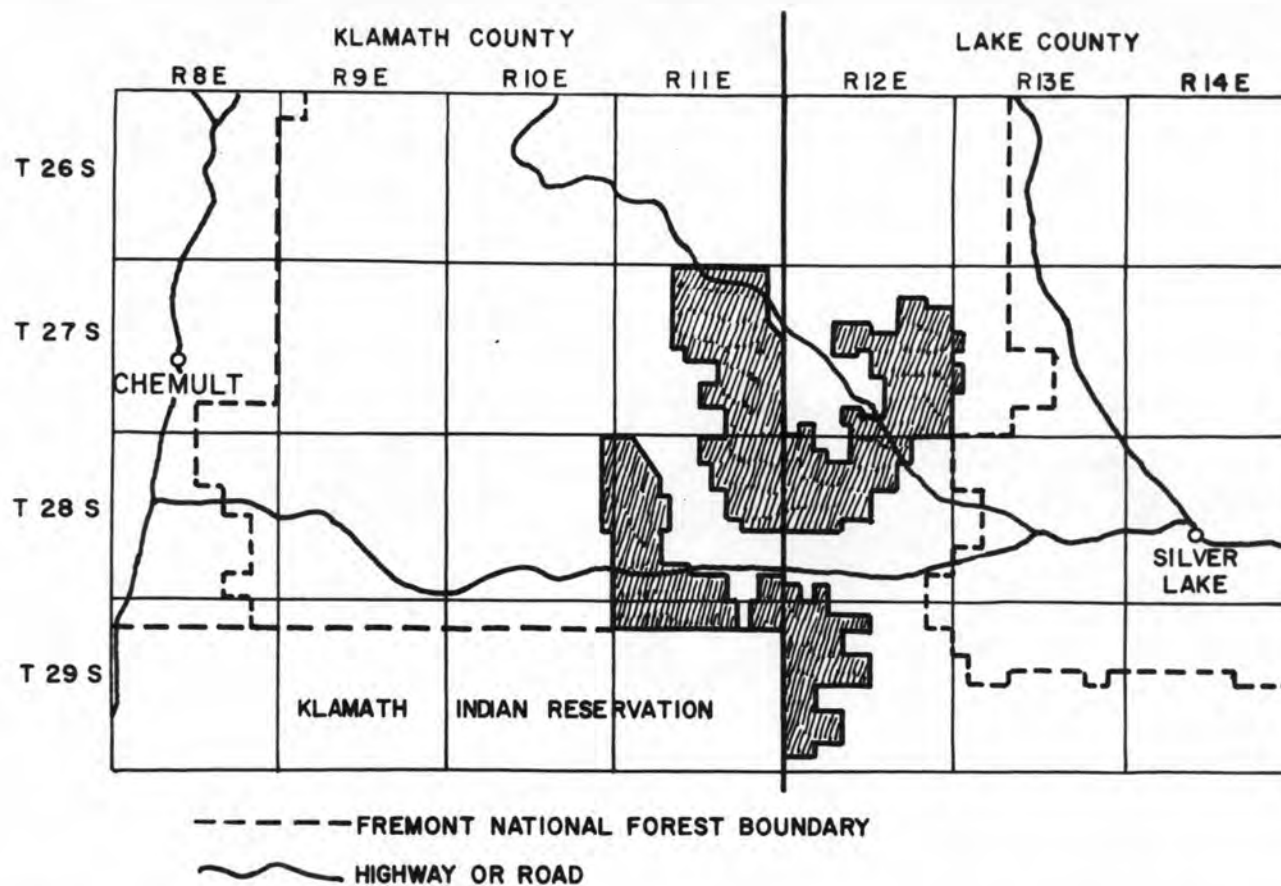 KLAMATH COUNTY
LAKE COUNTY
R8E R9E R10E R11E R12E R13E R14E
T 26 S
T 27 S
CHEMULT
T 28 S
SILVER
LAKE
T 29 S
KLAMATH INDIAN RESERVATION
FREMONT NATIONAL FOREST BOUNDARY
HIGHWAY OR ROAD